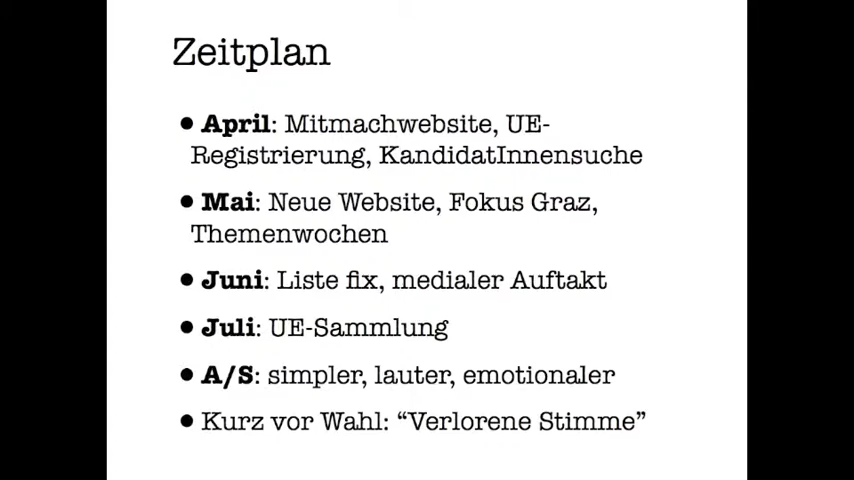 Zeitplan
• April: Mitmachwebsite, UE-
Registrierung, KandidatInnensuche
• Mai: Neue Website, Fokus Graz,
Themenwochen
• Juni: Liste fix, medialer Auftakt
• Juli: UE-Sammlung
• A/S: simpler, lauter, emotionaler
• Kurz vor Wahl: “Verlorene Stimme”